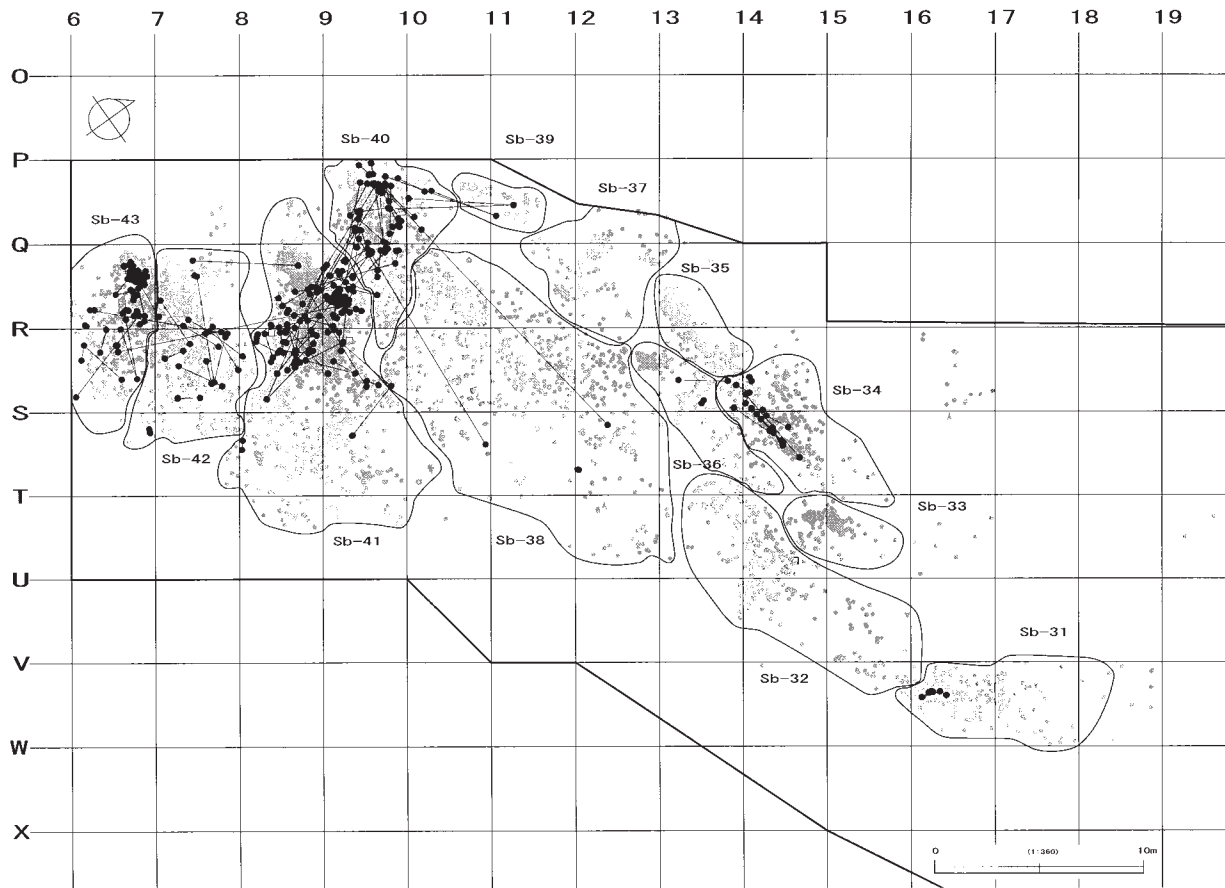 6 7 8 9 10 11 12 13 14 15 16 17 18 19
O
Sb-40 Sb-39
P
Sb-37
Sb-43
Q
Sb-35
R
Sb-34
S
Sb-42 Sb-36
T
Sb-33
Sb-41 Sb-38
U
Sb-31
V
Sb-32
W
X
0 (1:360) 10m